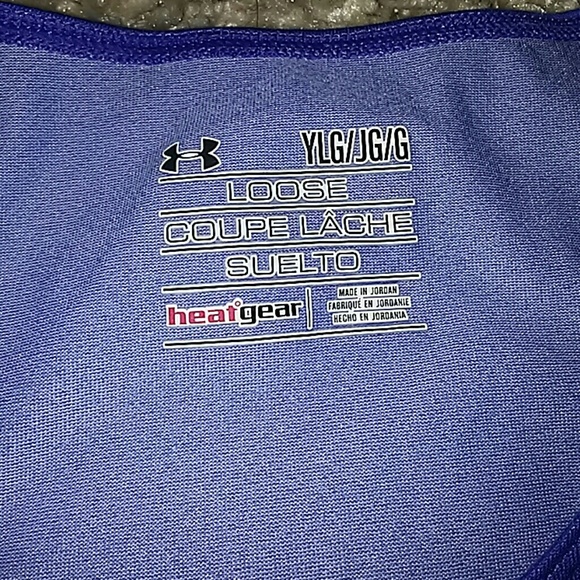 YLG/JG/G
LOOSE
COUPE LÂCHE
SUELTO
heatgear
MADE IN JORDAN
FABRIQUÉ EN JORDANIE
HECHO EN JORDANIA